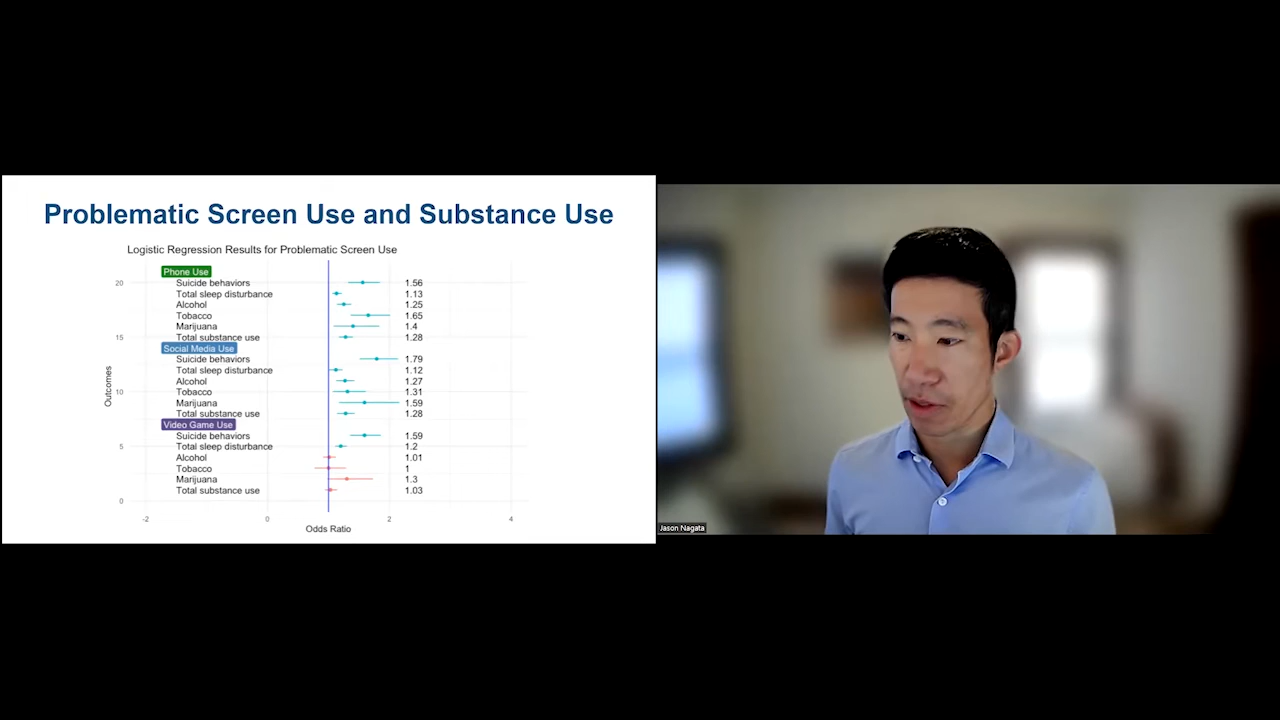 Problematic Screen Use and Substance Use
Logistic Regression Results for Problematic Screen Use
Phone Use
Suicide behaviors 1.56
Total sleep disturbance 1.13
Alcohol 1.25
Tobacco 1.65
Marijuana 1.4
Total substance use 1.28
Social Media Use
Suicide behaviors 1.79
Total sleep disturbance 1.12
Alcohol 1.27
Tobacco 1.31
Marijuana 1.59
Total substance use 1.28
Video Game Use
Suicide behaviors 1.59
Total sleep disturbance 1.2
Alcohol 1.01
Tobacco 1
Marijuana 1.3
Total substance use 1.03
20
15
10
5
0
Outcomes
-2 0 2 4
Odds Ratio
Jason Nagata